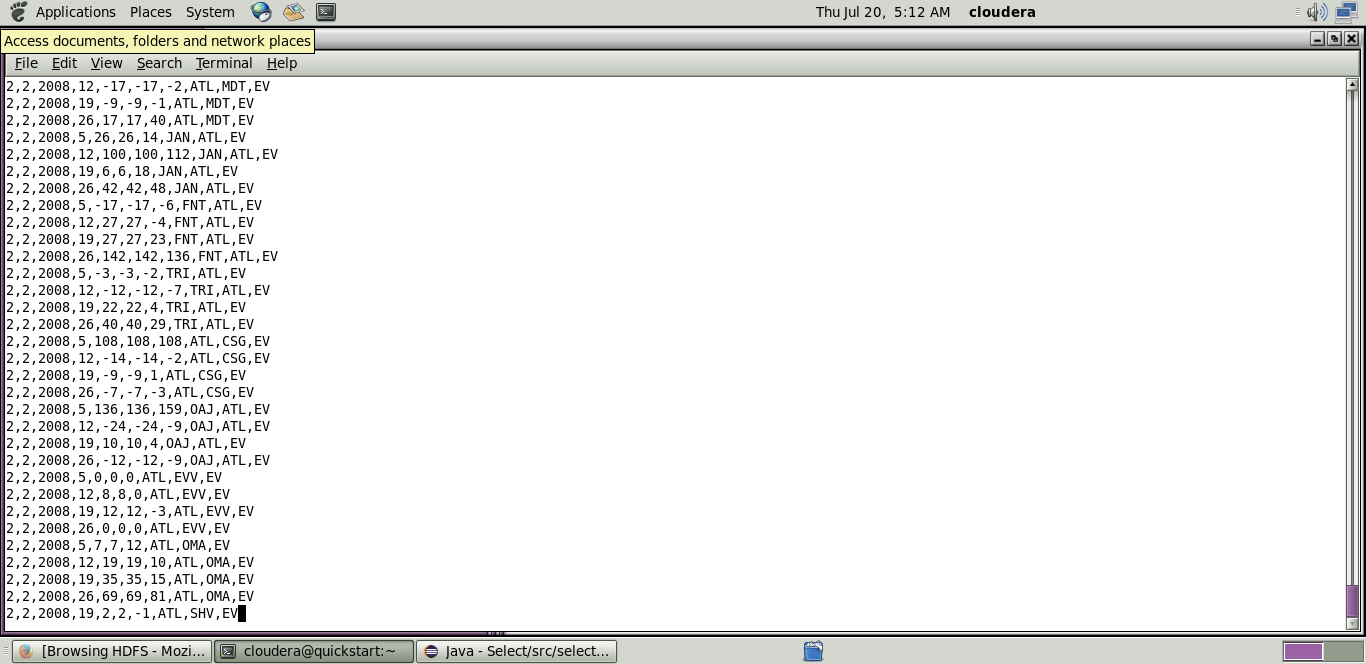 Applications Places System Thu Jul 20, 5:12 AM cloudera
Access documents, folders and network places
File Edit View Search Terminal Help
2,2,2008,12,-17,-17,-2,ATL,MDT,EV
2,2,2008,19,-9,-9,-1,ATL,MDT,EV
2,2,2008,26,17,17,40,ATL,MDT,EV
2,2,2008,5,26,26,14,JAN,ATL,EV
2,2,2008,12,100,100,112,JAN,ATL,EV
2,2,2008,19,6,6,18,JAN,ATL,EV
2,2,2008,26,42,42,48,JAN,ATL,EV
2,2,2008,5,-17,-17,-6,FNT,ATL,EV
2,2,2008,12,27,27,-4,FNT,ATL,EV
2,2,2008,19,27,27,23,FNT,ATL,EV
2,2,2008,26,142,142,136,FNT,ATL,EV
2,2,2008,5,-3,-3,-2,TRI,ATL,EV
2,2,2008,12,-12,-12,-7,TRI,ATL,EV
2,2,2008,19,22,22,4,TRI,ATL,EV
2,2,2008,26,40,40,29,TRI,ATL,EV
2,2,2008,5,108,108,108,ATL,CSG,EV
2,2,2008,12,-14,-14,-2,ATL,CSG,EV
2,2,2008,19,-9,-9,1,ATL,CSG,EV
2,2,2008,26,-7,-7,-3,ATL,CSG,EV
2,2,2008,5,136,136,159,OAJ,ATL,EV
2,2,2008,12,-24,-24,-9,OAJ,ATL,EV
2,2,2008,19,10,10,4,OAJ,ATL,EV
2,2,2008,26,-12,-12,-9,OAJ,ATL,EV
2,2,2008,5,0,0,0,ATL,EVV,EV
2,2,2008,12,8,8,0,ATL,EVV,EV
2,2,2008,19,12,12,-3,ATL,EVV,EV
2,2,2008,26,0,0,0,ATL,EVV,EV
2,2,2008,5,7,7,12,ATL,OMA,EV
2,2,2008,12,19,19,10,ATL,OMA,EV
2,2,2008,19,35,35,15,ATL,OMA,EV
2,2,2008,26,69,69,81,ATL,OMA,EV
2,2,2008,19,2,2,-1,ATL,SHV,EV
[Browsing HDFS - Mozi... cloudera@quickstart:~ Java - Select/src/select...